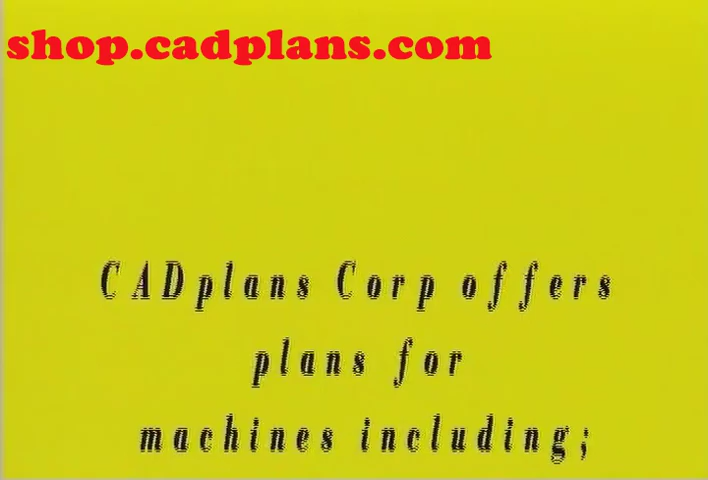 shop.cadplans.com
CADplans Corp offers
plans for
machines including;